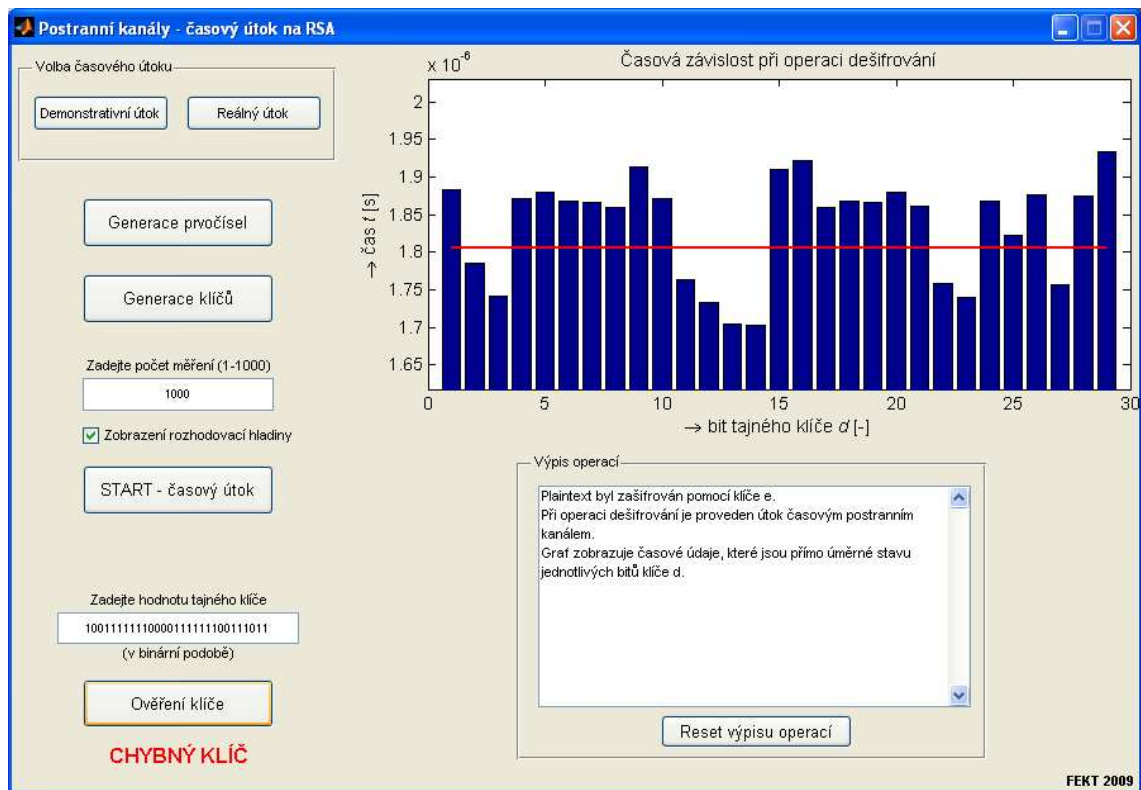 Postranní kanály - časový útok na RSA
Volba časového útoku
Demonstrativní útok
Reálný útok
Generace prvočísel
Generace klíčů
Zadejte počet měření (1-1000)
1000
Zobrazení rozhodovací hladiny
START - časový útok
Zadejte hodnotu tajného klíče
10011111110000111111100111011
(v binární podobě)
Ověření klíče
CHYBNÝ KLÍČ
x 10⁻⁶
Časová závislost při operaci dešifrování
2
1.95
1.9
1.85
1.8
1.75
1.7
1.65
→ čas t [s]
0 5 10 15 20 25 30
→ bit tajného klíče d [-]
Výpis operací
Plaintext byl zašifrován pomocí klíče e.
Při operaci dešifrování je proveden útok časovým postranním
kanálem.
Graf zobrazuje časové údaje, které jsou přímo úměrné stavu
jednotlivých bitů klíče d.
Reset výpisu operací
FEKT 2009